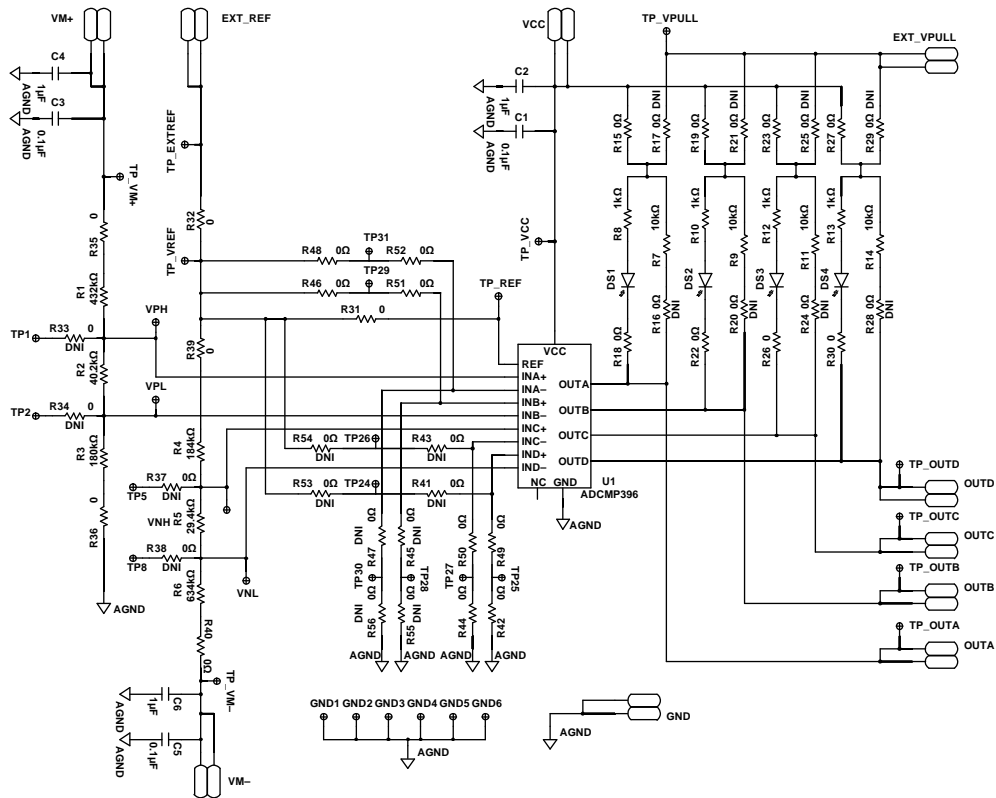 VM+
EXT_REF
VCC
TP_VPULL
EXT_VPULL
C4
1µF
AGND
C3
0.1µF
AGND
TP_VM+
TP_EXTREF
C2
1µF
AGND
C1
0.1µF
AGND
TP_VCC
R15 0Ω
R17 0Ω DNI
R19 0Ω
R21 0Ω DNI
R23 0Ω
R25 0Ω DNI
R27 0Ω
R29 0Ω DNI
R35 0
R32 0
TP_VREF
R48 0Ω
TP31
R52 0Ω
R46 0Ω
TP29
R51 0Ω
R31 0
TP_REF
R8 1kΩ
R7 10kΩ
R10 1kΩ
R9 10kΩ
R12 1kΩ
R11 10kΩ
R13 1kΩ
R14 10kΩ
DS1
DS2
DS3
DS4
R1
432kΩ
R18 0Ω
R16 0Ω
DNI
R22 0Ω
R20 0Ω
DNI
R26 0
R24 0Ω
DNI
R30 0
R28 0Ω
DNI
TP1
R33 0
DNI
VPH
R39 0
R2
40.2kΩ
TP2
R34 0
DNI
VPL
R3
180kΩ
R4
184kΩ
VCC
REF
INA+
INA–
INB+
INB–
INC+
INC–
IND+
IND–
OUTA
OUTB
OUTC
OUTD
NC
GND
U1
ADCMP396
AGND
R54 0Ω
DNI
TP26
R43 0Ω
DNI
R53 0Ω
DNI
TP24
R41 0Ω
DNI
TP5
R37 0Ω
DNI
VNH
R5
29.4kΩ
R36 0
TP8
R38 0Ω
DNI
VNL
R6
634kΩ
AGND
R47 0Ω
DNI
R45 0Ω
DNI
R50 0Ω
R49 0Ω
TP30
TP28
TP27
TP25
R56 0Ω
DNI
R55 0Ω
DNI
R44 0Ω
R42 0Ω
AGND
AGND
AGND
AGND
TP_OUTD
OUTD
TP_OUTC
OUTC
TP_OUTB
OUTB
TP_OUTA
OUTA
R40
0Ω
TP_VM–
C6
1µF
AGND
C5
0.1µF
AGND
VM–
GND1 GND2 GND3 GND4 GND5 GND6
AGND
GND
AGND